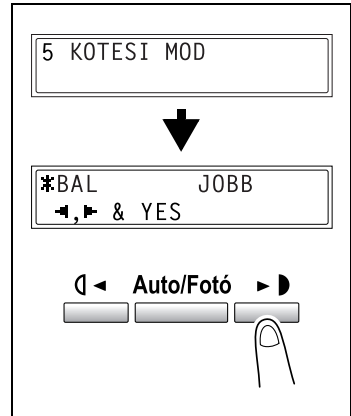 5 KOTESI MOD
*BAL JOBB
◄,► & YES
◄ Auto/Fotó ►